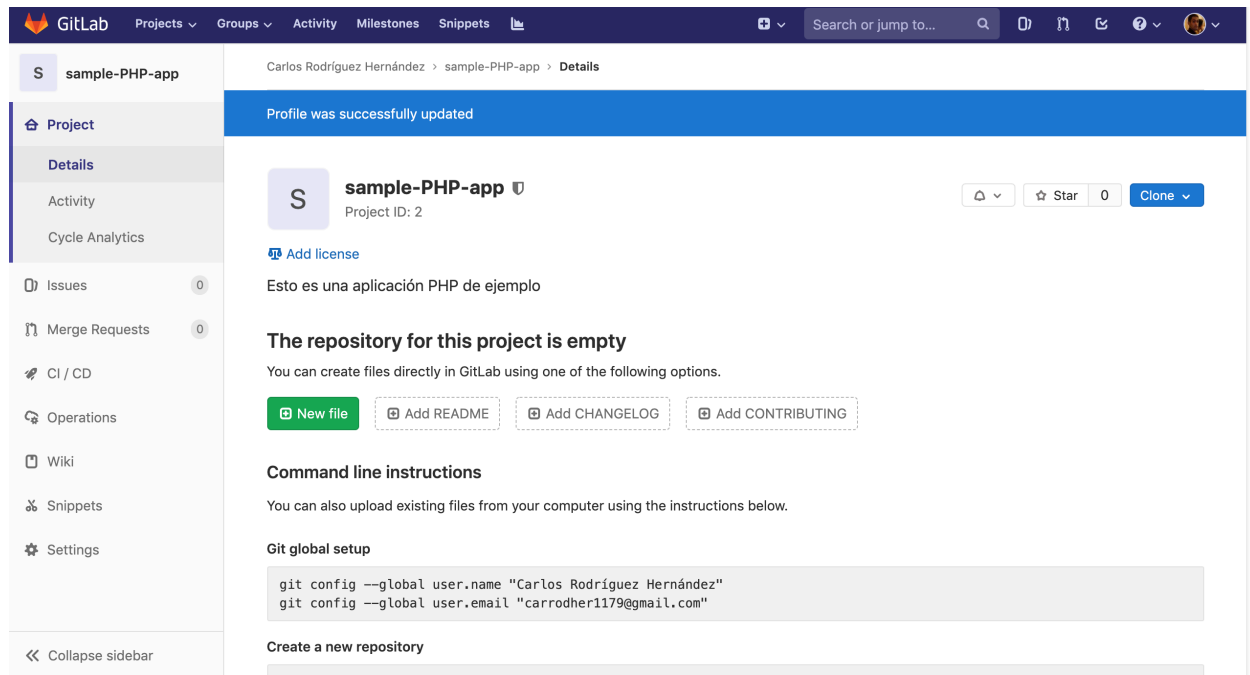 GitLab Projects Groups Activity Milestones Snippets Search or jump to...
S sample-PHP-app
Carlos Rodríguez Hernández > sample-PHP-app > Details
Profile was successfully updated
Project
Details
Activity
Cycle Analytics
Issues 0
Merge Requests 0
CI / CD
Operations
Wiki
Snippets
Settings
Collapse sidebar
S
sample-PHP-app
Project ID: 2
Star 0 Clone
Add license
Esto es una aplicación PHP de ejemplo
The repository for this project is empty
You can create files directly in GitLab using one of the following options.
New file Add README Add CHANGELOG Add CONTRIBUTING
Command line instructions
You can also upload existing files from your computer using the instructions below.
Git global setup
git config --global user.name "Carlos Rodríguez Hernández"
git config --global user.email "carrodher1179@gmail.com"
Create a new repository